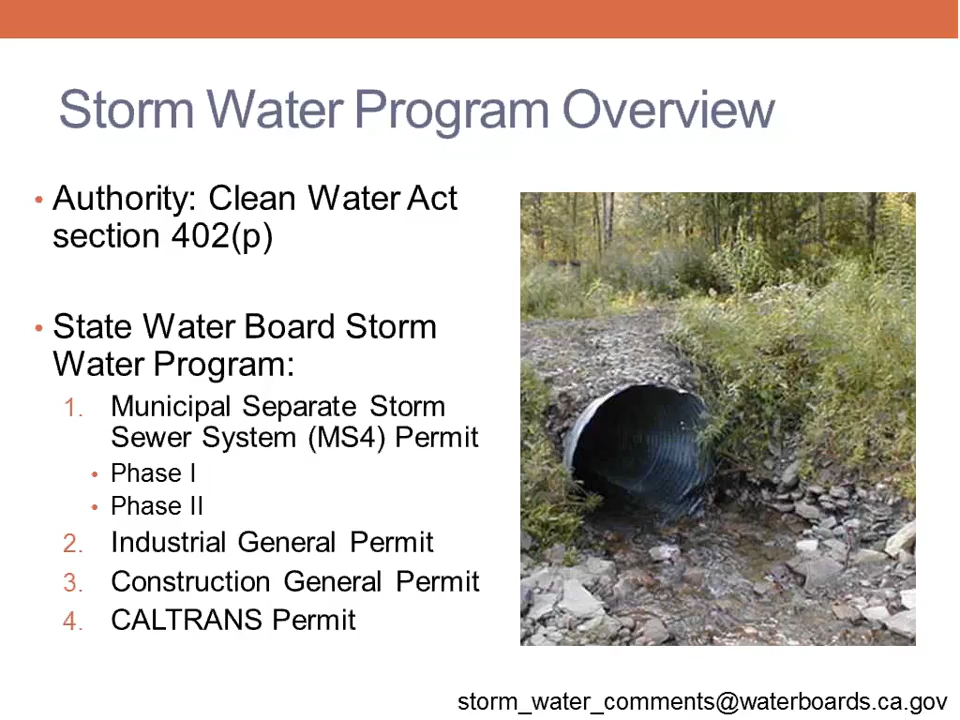 Storm Water Program Overview
• Authority: Clean Water Act
section 402(p)
• State Water Board Storm
Water Program:
1. Municipal Separate Storm
Sewer System (MS4) Permit
• Phase I
• Phase II
2. Industrial General Permit
3. Construction General Permit
4. CALTRANS Permit
storm_water_comments@waterboards.ca.gov